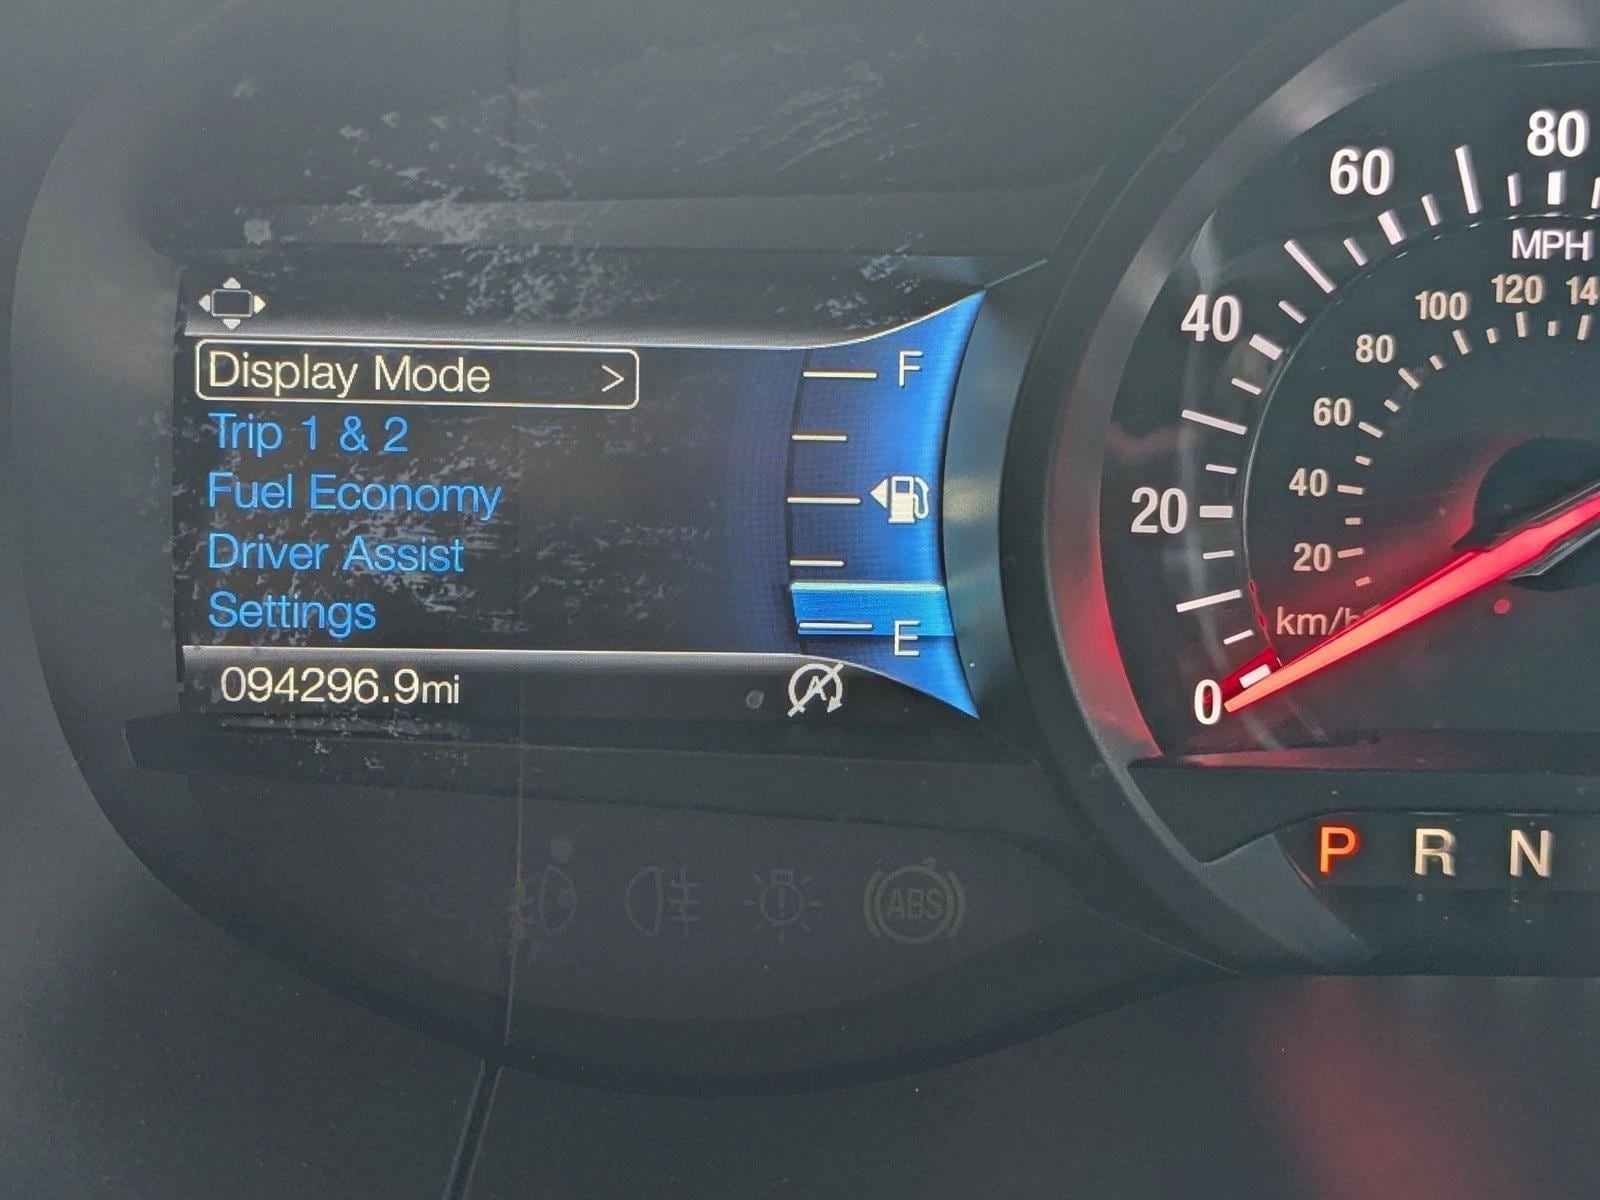 Display Mode >
Trip 1 & 2
Fuel Economy
Driver Assist
Settings
094296.9mi
F
E
A
0
20
40
60
80
MPH
20
40
60
80
100
120
km/h
P R N
ABS